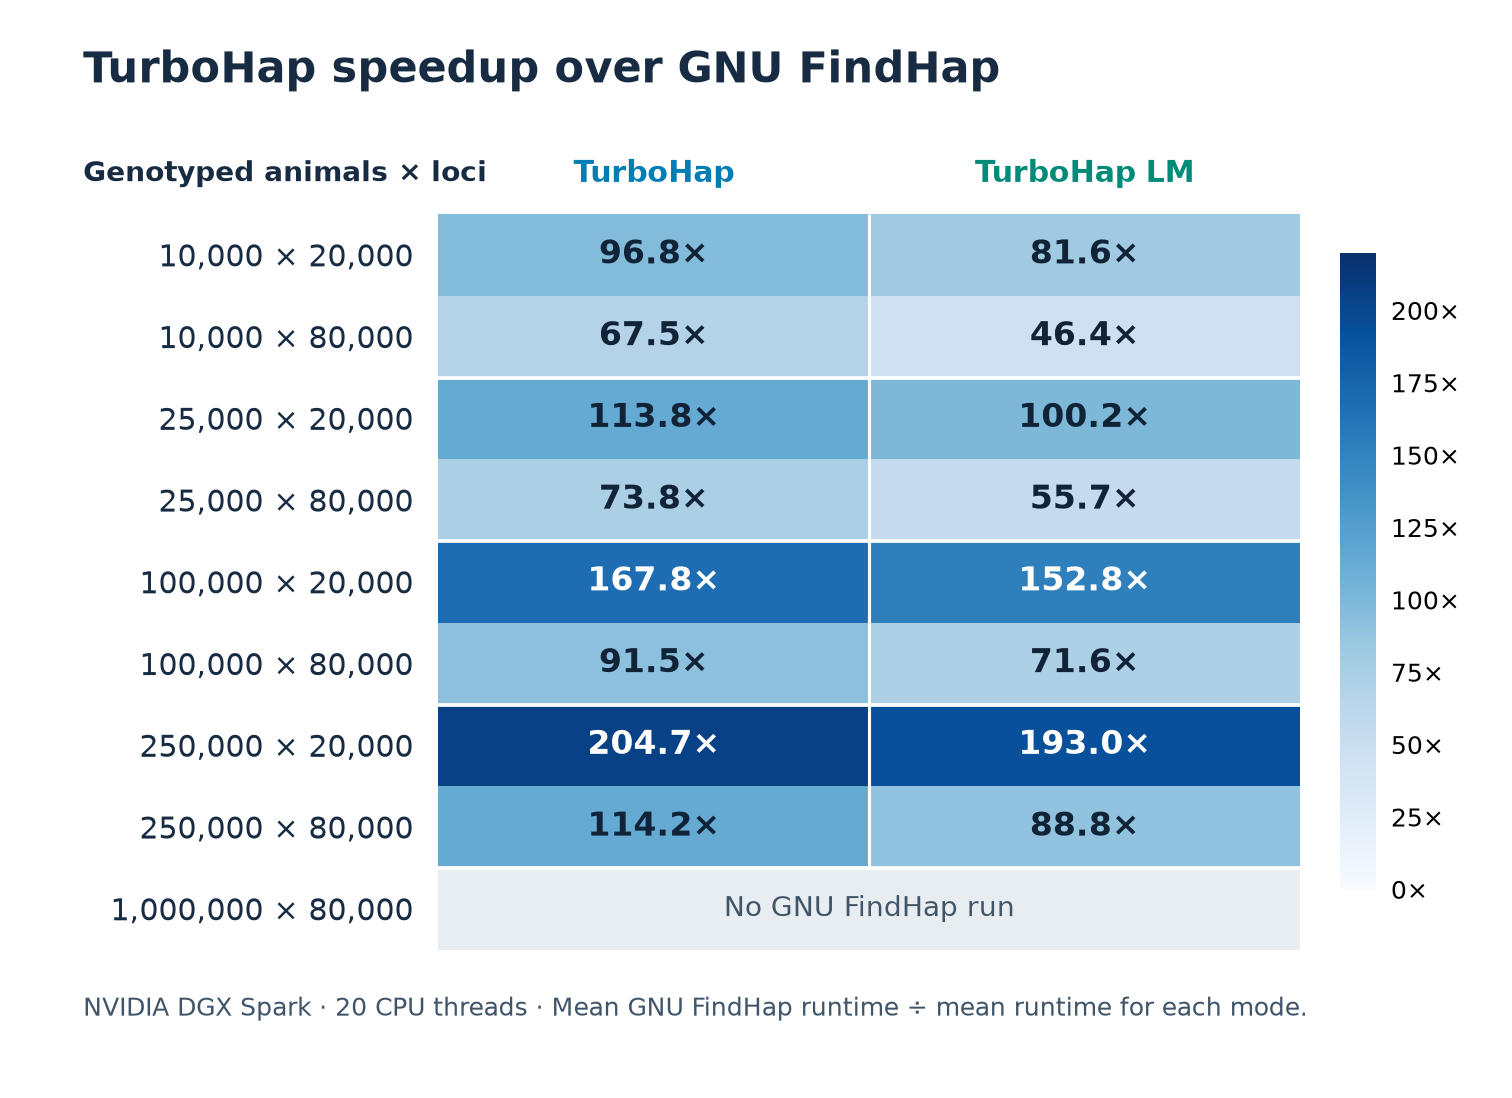 TurboHap speedup over GNU FindHap
Genotyped animals × loci TurboHap TurboHap LM
10,000 × 20,000 96.8× 81.6×
10,000 × 80,000 67.5× 46.4×
25,000 × 20,000 113.8× 100.2×
25,000 × 80,000 73.8× 55.7×
100,000 × 20,000 167.8× 152.8×
100,000 × 80,000 91.5× 71.6×
250,000 × 20,000 204.7× 193.0×
250,000 × 80,000 114.2× 88.8×
1,000,000 × 80,000 No GNU FindHap run
200×
175×
150×
125×
100×
75×
50×
25×
0×
NVIDIA DGX Spark · 20 CPU threads · Mean GNU FindHap runtime ÷ mean runtime for each mode.